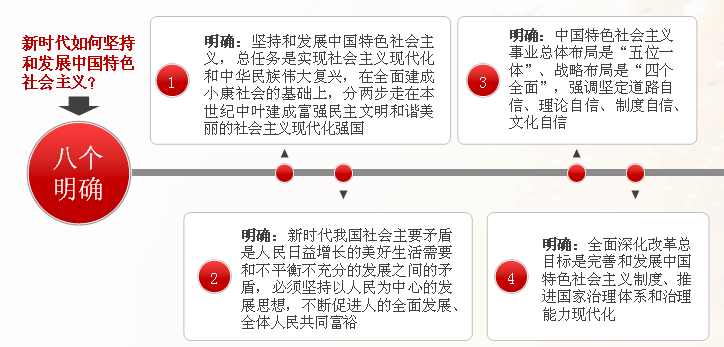 新时代如何坚持
和发展中国特色
社会主义？
八个
明确
1
明确：坚持和发展中国特色社会主
义，总任务是实现社会主义现代化
和中华民族伟大复兴，在全面建成
小康社会的基础上，分两步走在本
世纪中叶建成富强民主文明和谐美
丽的社会主义现代化强国
2
明确：新时代我国社会主要矛盾
是人民日益增长的美好生活需要
和不平衡不充分的发展之间的矛
盾，必须坚持以人民为中心的发
展思想，不断促进人的全面发展、
全体人民共同富裕
3
明确：中国特色社会主义
事业总体布局是“五位一
体”、战略布局是“四个
全面”，强调坚定道路自
信、理论自信、制度自信、
文化自信
4
明确：全面深化改革总
目标是完善和发展中国
特色社会主义制度、推
进国家治理体系和治理
能力现代化